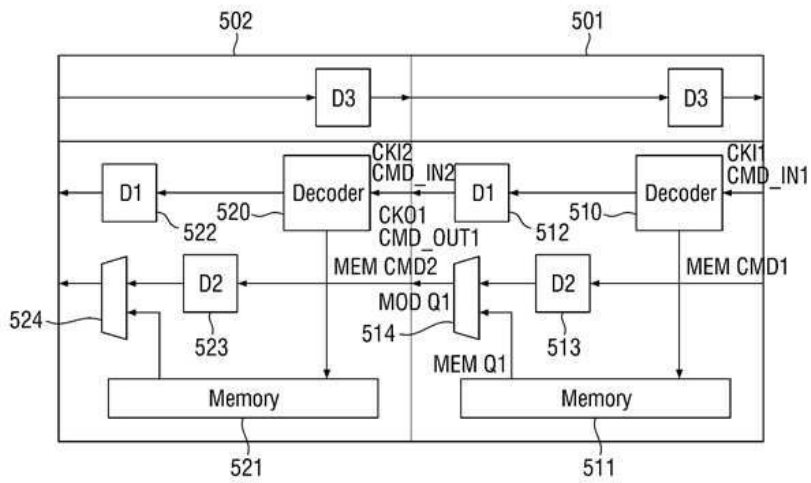 502
501
D3
D3
CKI2
CMD_IN2
CKI1
CMD_IN1
D1
Decoder
D1
Decoder
522
520
CKO1
CMD_OUT1
512
510
MEM CMD2
MEM CMD1
D2
D2
MOD Q1
524
523
514
513
MEM Q1
Memory
Memory
521
511